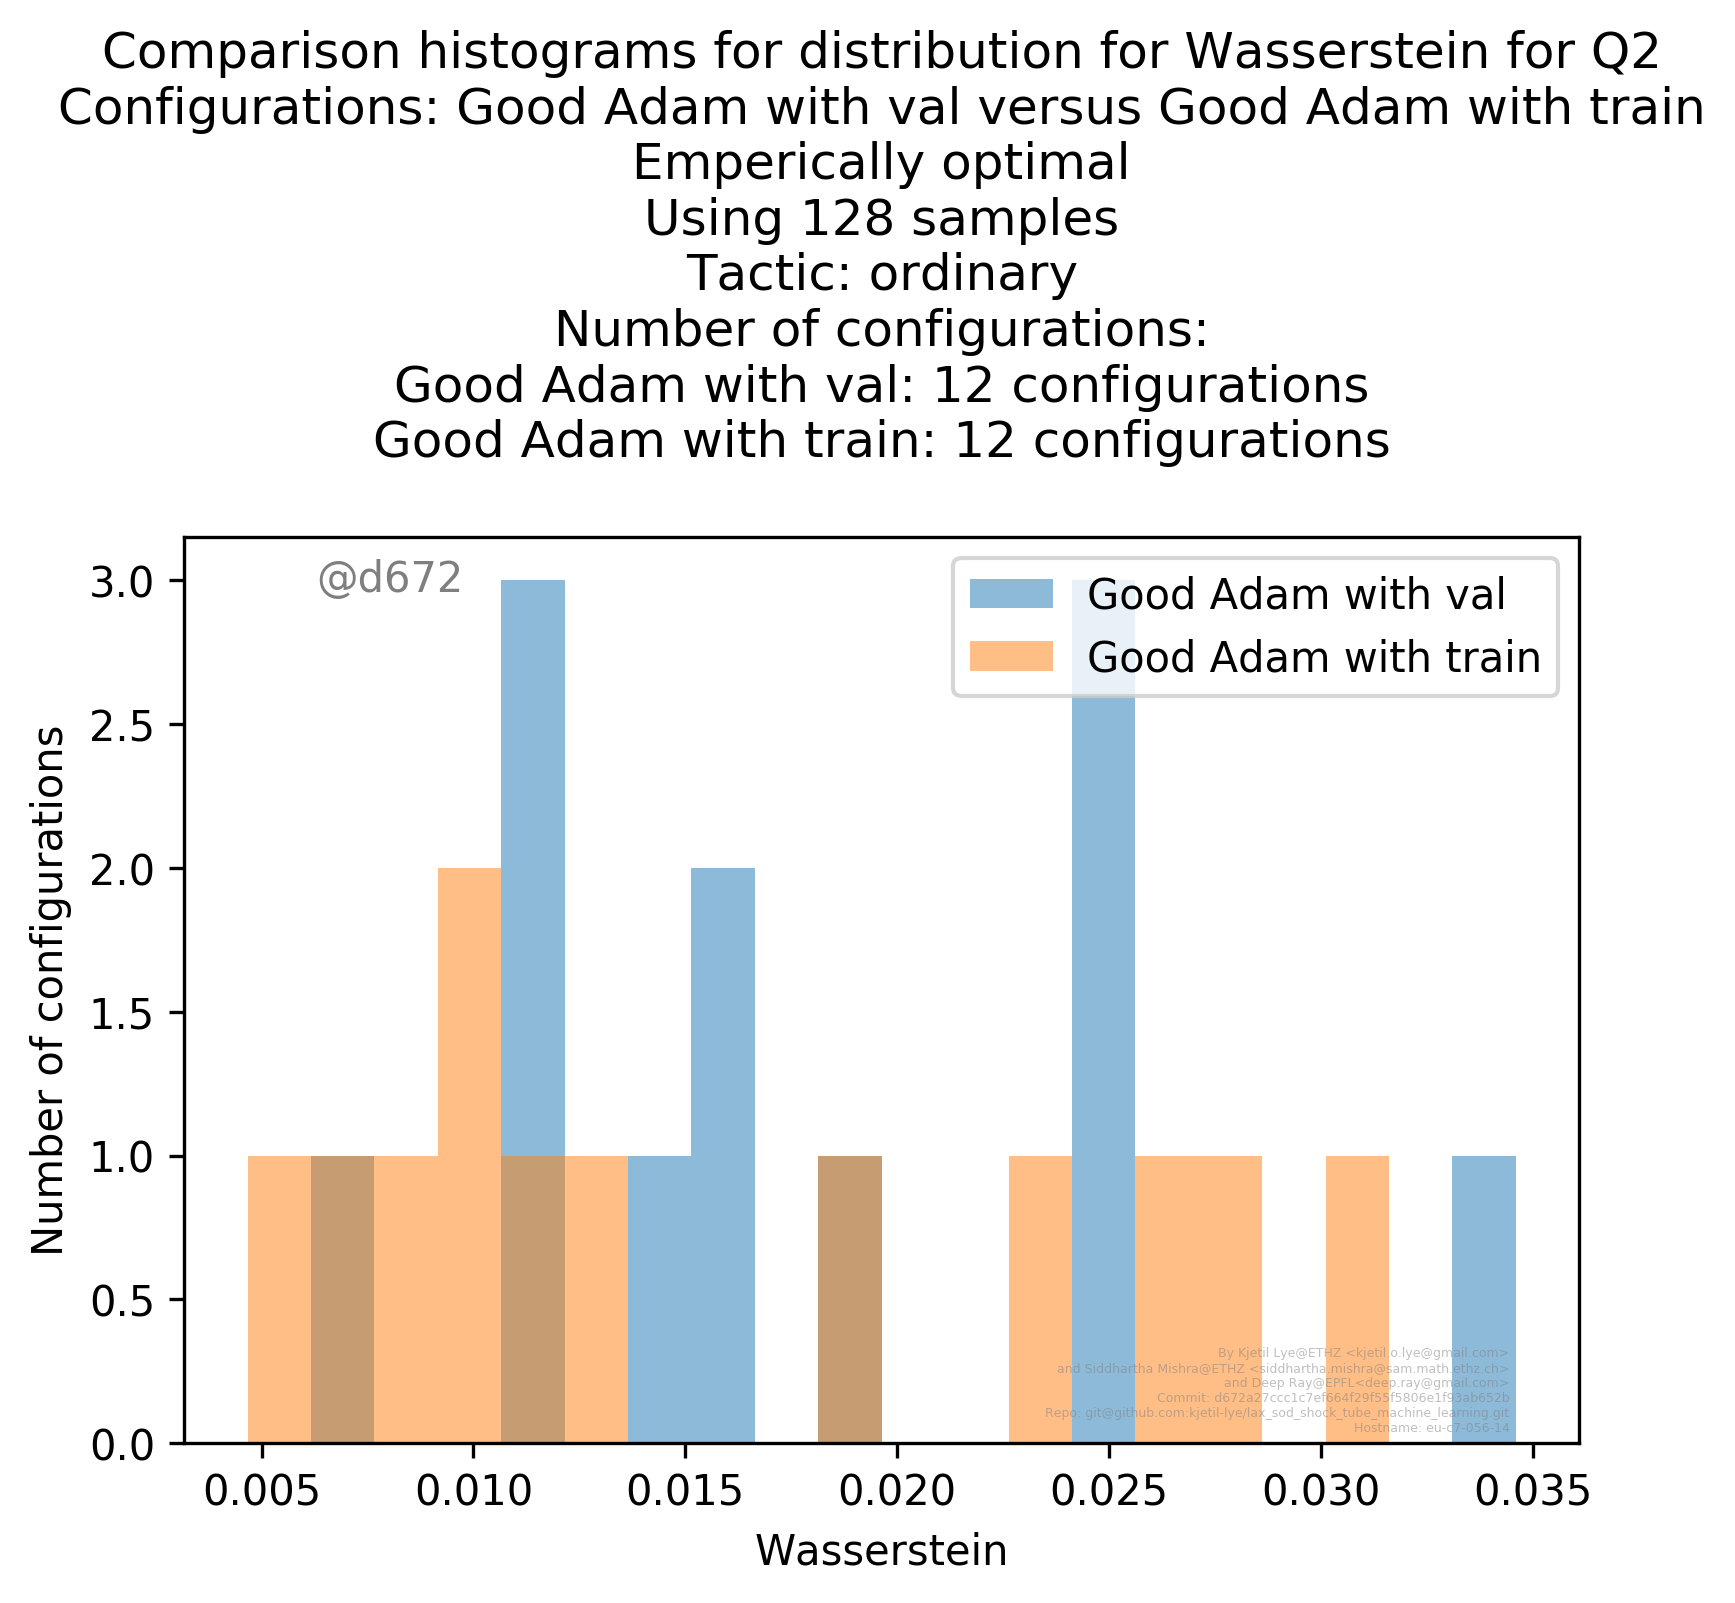 Comparison histograms for distribution for Wasserstein for Q2
Configurations: Good Adam with val versus Good Adam with train
Emperically optimal
Using 128 samples
Tactic: ordinary
Number of configurations:
Good Adam with val: 12 configurations
Good Adam with train: 12 configurations
@d672
Good Adam with val
Good Adam with train
Number of configurations
3.0
2.5
2.0
1.5
1.0
0.5
0.0
By Kjetil Lye@ETHZ <kjetil.o.lye@gmail.com>
and Siddhartha Mishra@ETHZ <siddhartha.mishra@sam.math.ethz.ch>
and Deep Ray@EPFL<deep.ray@gmail.com>
Commit: d672a27ccc1c7ef664f29f55f5806e1f93ab652b
Repo: git@github.com:kjetil-lye/lax_sod_shock_tube_machine_learning.git
Hostname: eu-c7-056-14
0.005 0.010 0.015 0.020 0.025 0.030 0.035
Wasserstein